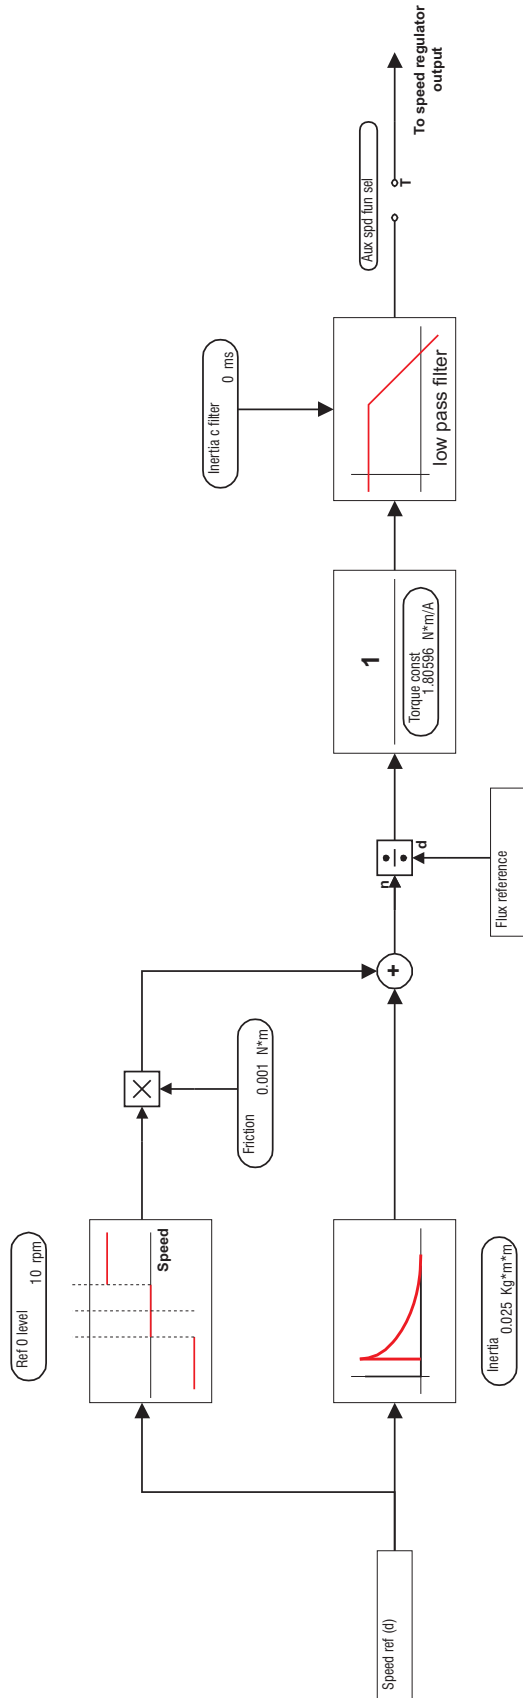 Speed ref (d)
Ref 0 level
10 rpm
Speed
Inertia
0.025 Kg*m*m
Friction
0.001 N*m
+
n
d
Flux reference
1
Torque const
1.80596 N*m/A
Inertia c filter
0 ms
low pass filter
Aux spd fun sel
T
To speed regulator
output